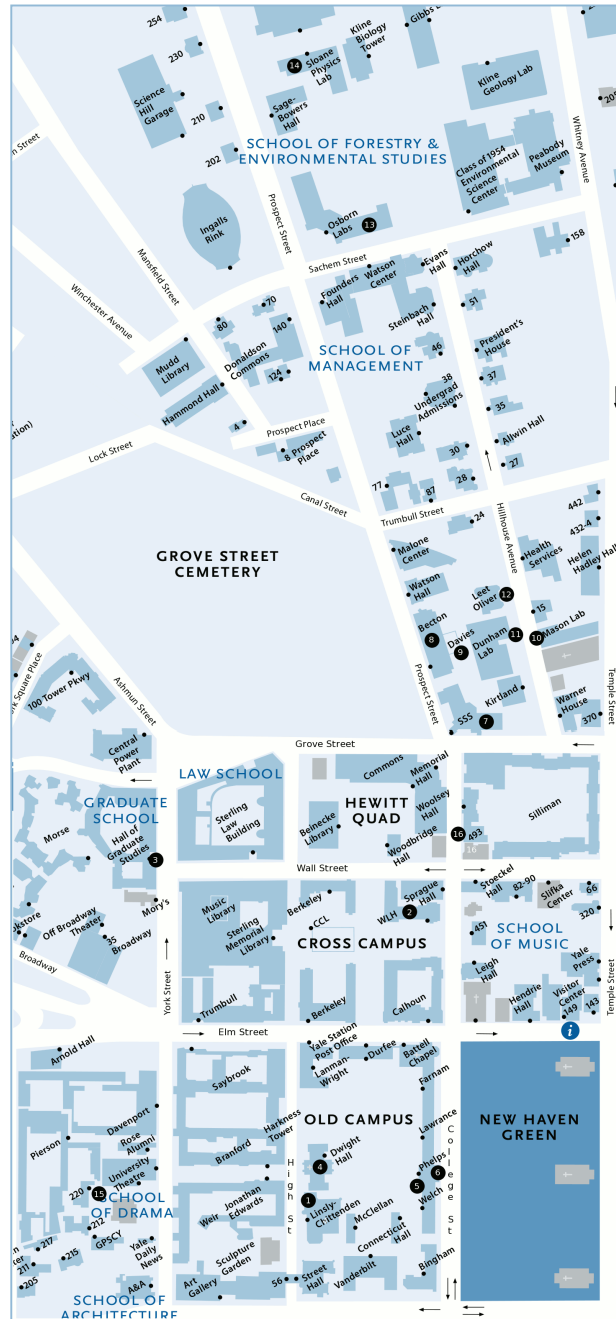 254
230
Science
Hill
Garage
14
Sloane
Physics
Lab
Kline
Biology
Tower
Gibbs
Kline
Geology Lab
Sage-
Bowers
Hall
210
202
SCHOOL OF FORESTRY &
ENVIRONMENTAL STUDIES
Class of 1954
Environmental
Science
Center
Peabody
Museum
Whitney Avenue
Street
Ingalls
Rink
Prospect Street
Osborn
Labs
13
158
Mansfield Street
Sachem Street
Winchester Avenue
Founders
Hall
Watson
Center
Evans
Hall
Horchow
Hall
80
70
140
Steinbach
Hall
51
Mudd
Library
Donaldson
Commons
124
SCHOOL OF
MANAGEMENT
46
President's
House
Hammond Hall
38
Undergrad
Admissions
37
35
4
Prospect Place
8 Prospect
Place
Luce
Hall
30
Allwin Hall
27
Lock Street
Canal Street
77
87
28
Trumbull Street
24
Hillhouse Avenue
442
432-4
Helen
Hadley Hall
GROVE STREET
CEMETERY
Malone
Center
Health
Services
Watson
Hall
Leet
Oliver
12
15
Becton
8
Davies
9
Dunham
Lab
11
10
Mason Lab
Square Place
100 Tower Pkwy
Ashmun Street
Prospect Street
Kirtland
Warner
House
370
Temple Street
SSS
7
Central
Power
Plant
Grove Street
LAW SCHOOL
Commons
Memorial
Hall
GRADUATE
SCHOOL
Sterling
Law
Building
HEWITT
QUAD
Woolsey
Hall
Silliman
Morse
Hall of
Graduate
Studies
3
Beinecke
Library
Woodbridge
Hall
16
493
16
Wall Street
Mory's
Off Broadway
Theater
35
Broadway
Broadway
Music
Library
Sterling
Memorial
Library
Berkeley
CCL
WLH
2
Sprague
Hall
CROSS CAMPUS
Stoeckel
Hall
82-90
Slifka
Center
66
320
451
SCHOOL
OF MUSIC
Leigh
Hall
Yale
Press
Hendrie
Hall
Visitor
Center
149
143
Temple Street
York Street
Trumbull
Berkeley
Calhoun
Elm Street
i
Arnold Hall
Saybrook
Yale Station
Post Office
Lanman-
Wright
Durfee
Battell
Chapel
Farnam
Davenport
Harkness
Tower
OLD CAMPUS
Lawrance
NEW HAVEN
GREEN
Pierson
Rose
Alumni
University
Theatre
Branford
High St
4
Dwight
Hall
Phelps
6
5
Welch
College St
220
15
SCHOOL
OF DRAMA
212
GPSCY
217
215
211
205
Yale
Daily
News
Weir
Jonathan
Edwards
1
Linsly-
Chittenden
McClellan
Connecticut
Hall
Sculpture
Garden
Art
Gallery
56
Street
Hall
Vanderbilt
Bingham
A&A
SCHOOL OF
ARCHITECTURE